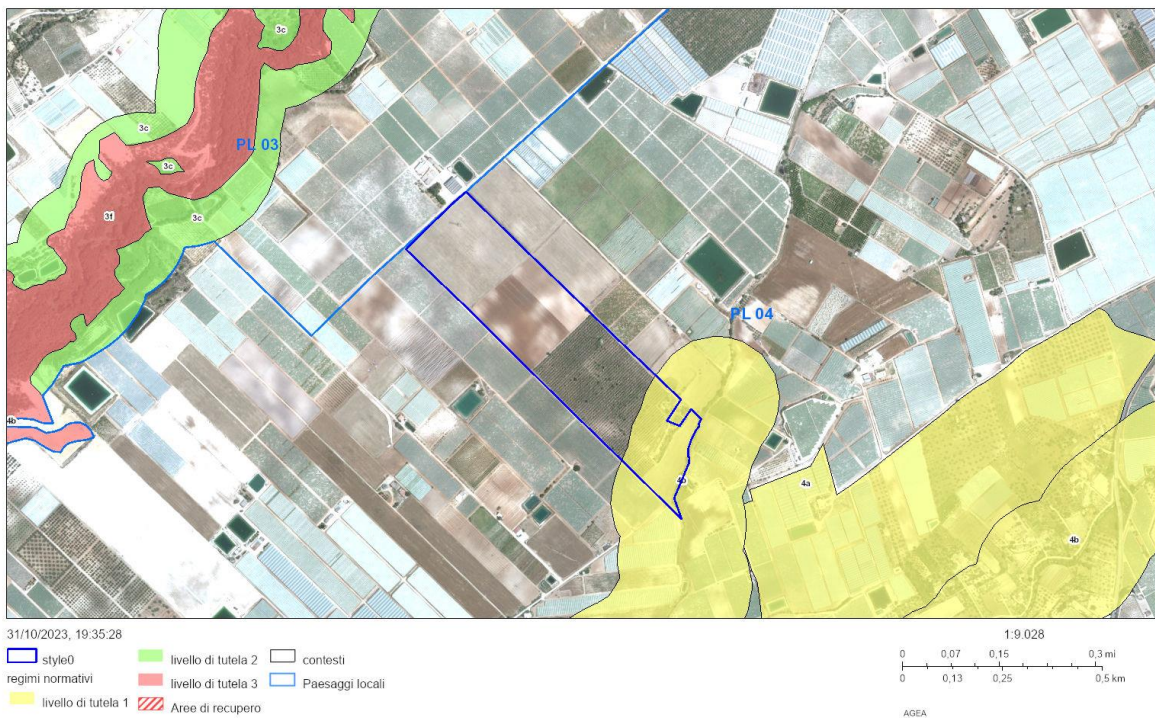 3c
3c
PL 03
3c
3f
3c
PL 04
4b
4a
4b
31/10/2023, 19:35:28
1:9.028
style0
livello di tutela 2
contesti
regimi normativi
livello di tutela 3
Paesaggi locali
livello di tutela 1
Aree di recupero
0 0,07 0,15 0,3 mi
0 0,13 0,25 0,5 km
AGEA